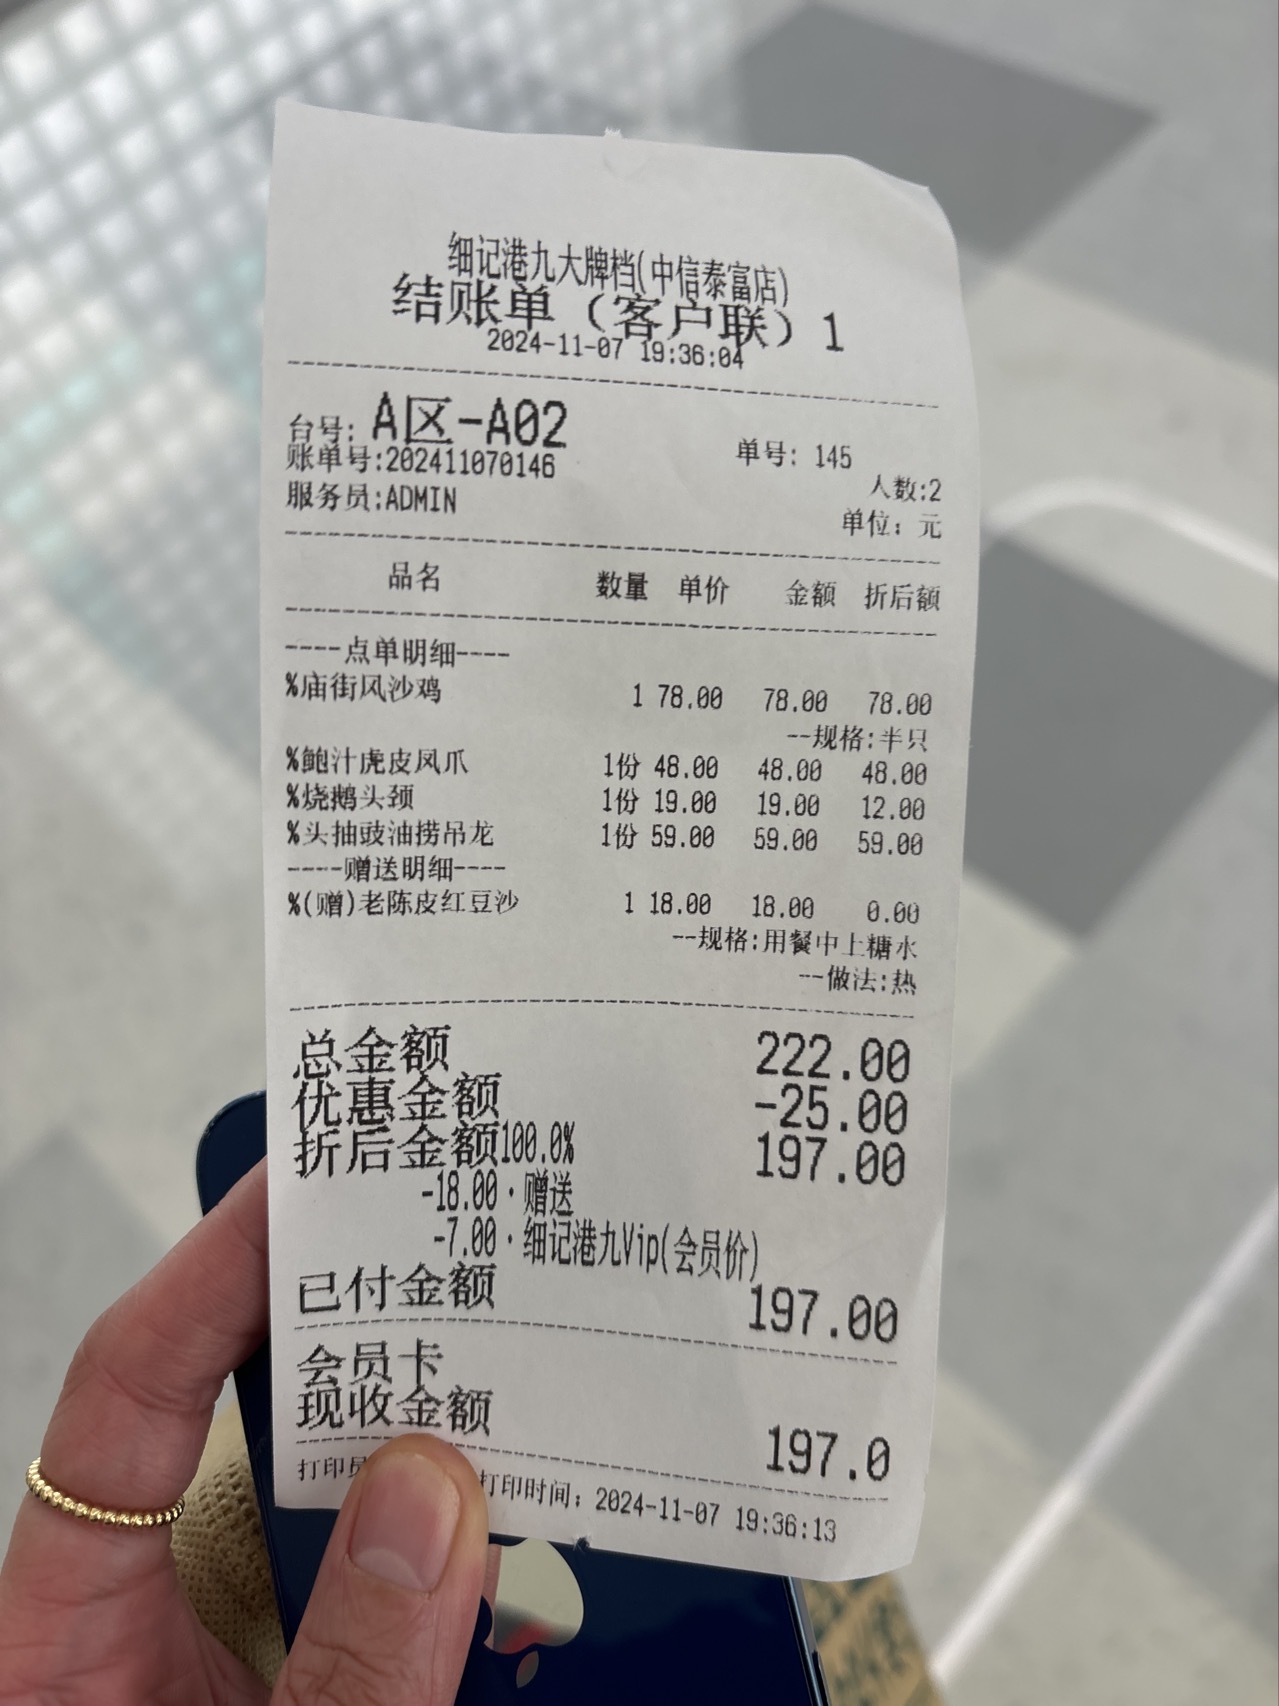 细记港九大牌档(中信泰富店)
结账单（客户联）1
2024-11-07 19:36:04
台号: A区-A02 单号: 145
账单号:202411070146 人数:2
服务员:ADMIN 单位: 元
品名 数量 单价 金额 折后额
----点单明细----
%庙街风沙鸡 1 78.00 78.00 78.00
--规格:半只
%鲍汁虎皮凤爪 1份 48.00 48.00 48.00
%烧鹅头颈 1份 19.00 19.00 12.00
%头抽豉油捞吊龙 1份 59.00 59.00 59.00
----赠送明细----
%(赠)老陈皮红豆沙 1 18.00 18.00 0.00
--规格:用餐中上糖水
--做法:热
总金额 222.00
优惠金额 -25.00
折后金额100.0% 197.00
-18.00·赠送
-7.00·细记港九Vip(会员价)
已付金额 197.00
会员卡
现收金额 197.0
打印员 打印时间: 2024-11-07 19:36:13